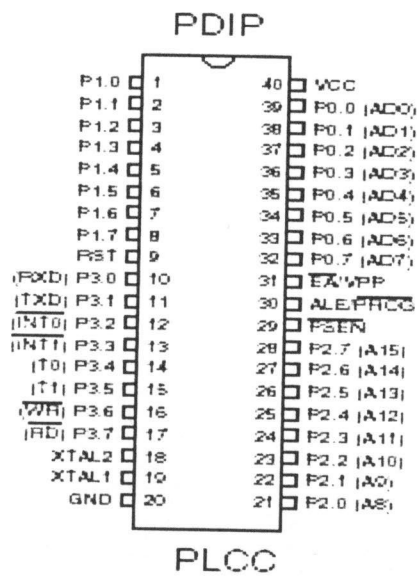 PDIP
P1.0 1 40 VCC
P1.1 2 39 P0.0 (AD0)
P1.2 3 38 P0.1 (AD1)
P1.3 4 37 P0.2 (AD2)
P1.4 5 36 P0.3 (AD3)
P1.5 6 35 P0.4 (AD4)
P1.6 7 34 P0.5 (AD5)
P1.7 8 33 P0.6 (AD6)
RST 9 32 P0.7 (AD7)
(RXD) P3.0 10 31 EA/VPP
(TXD) P3.1 11 30 ALE/PROG
(INT0) P3.2 12 29 PSEN
(INT1) P3.3 13 28 P2.7 (A15)
(T0) P3.4 14 27 P2.6 (A14)
(T1) P3.5 15 26 P2.5 (A13)
(WR) P3.6 16 25 P2.4 (A12)
(RD) P3.7 17 24 P2.3 (A11)
XTAL2 18 23 P2.2 (A10)
XTAL1 19 22 P2.1 (A9)
GND 20 21 P2.0 (A8)
PLCC